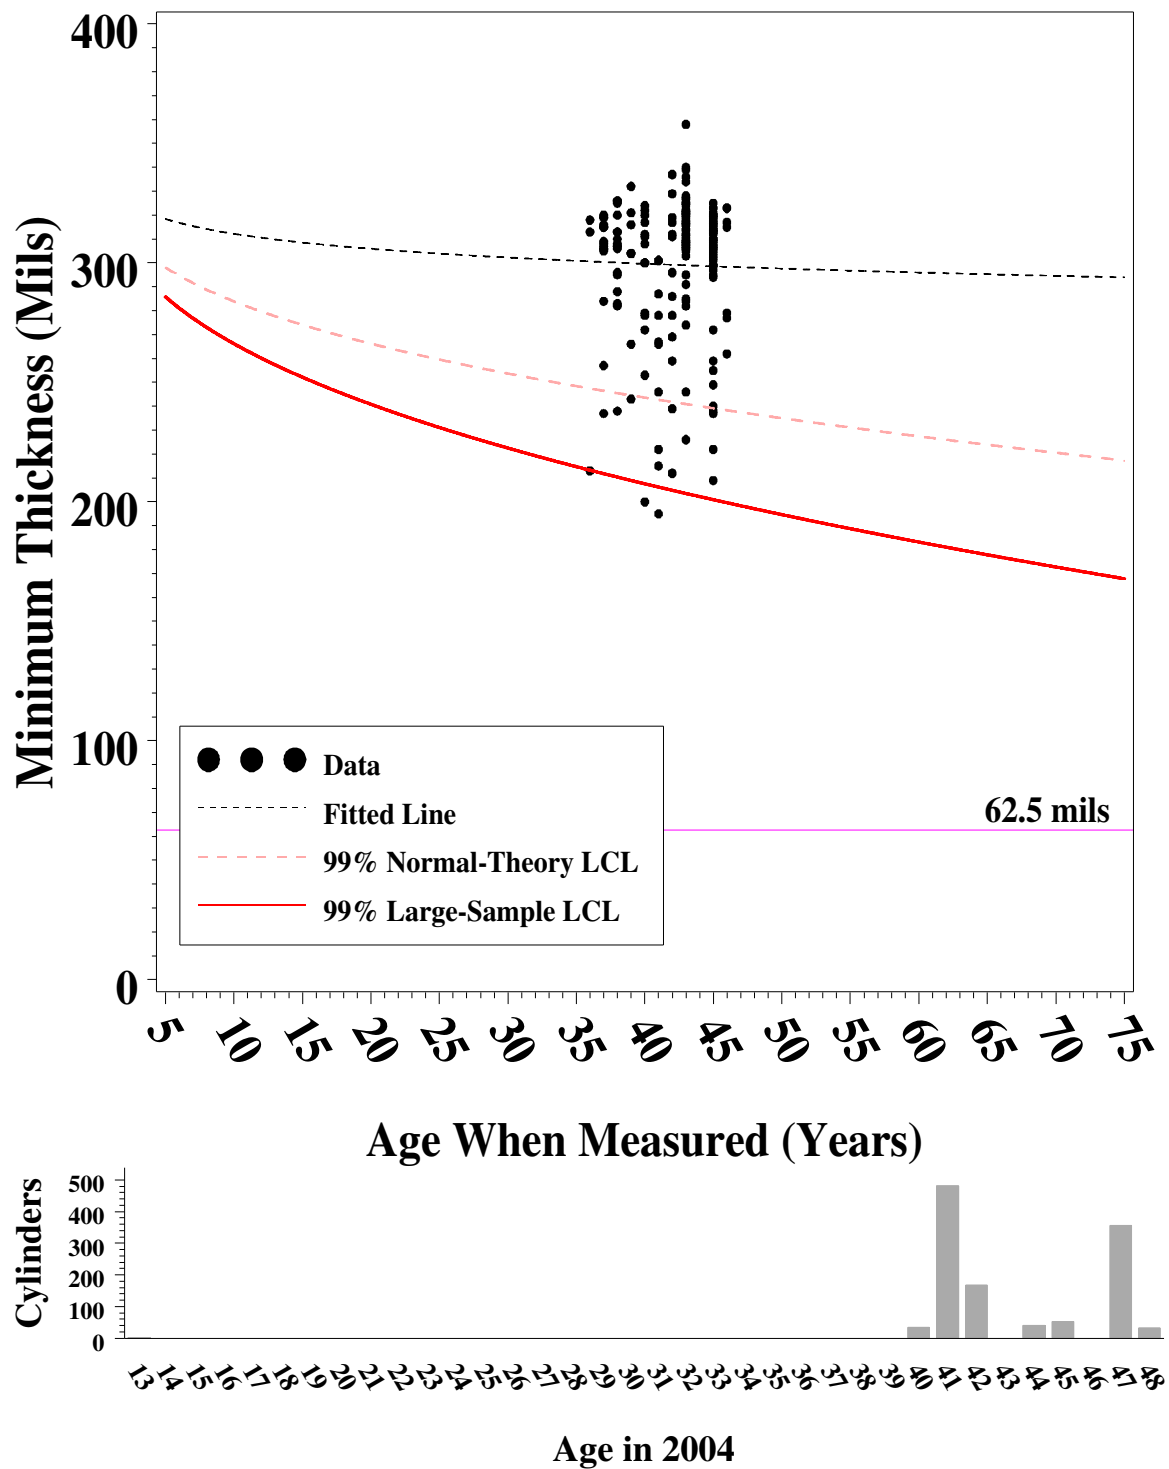 400
300
200
100
0
Minimum Thickness (Mils)
62.5 mils
Data
Fitted Line
99% Normal-Theory LCL
99% Large-Sample LCL
5 10 15 20 25 30 35 40 45 50 55 60 65 70 75
Age When Measured (Years)
500
400
300
200
100
0
Cylinders
13 14 15 16 17 18 19 20 21 22 23 24 25 26 27 28 29 30 31 32 33 34 35 36 37 38 39 40 41 42 43 44 45 46 47 48
Age in 2004